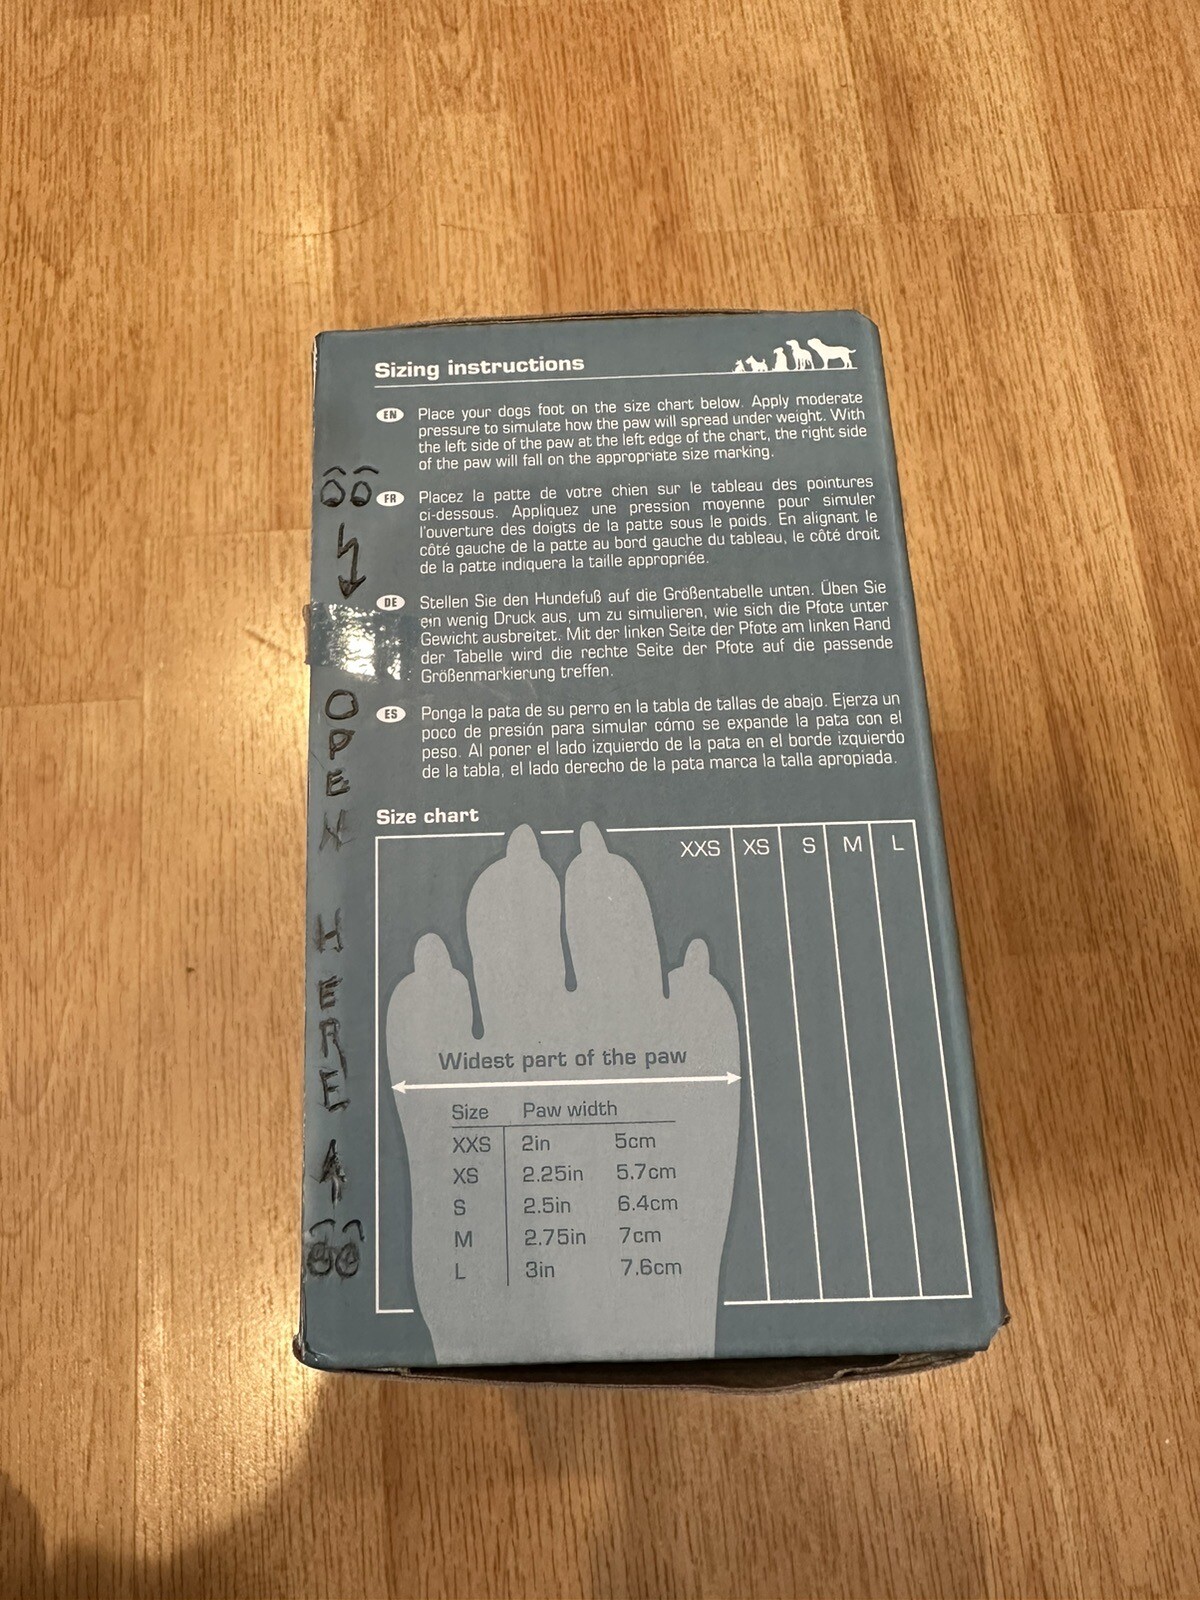 Sizing instructions
EN Place your dogs foot on the size chart below. Apply moderate
pressure to simulate how the paw will spread under weight. With
the left side of the paw at the left edge of the chart, the right side
of the paw will fall on the appropriate size marking.
FR Placez la patte de votre chien sur le tableau des pointures
ci-dessous. Appliquez une pression moyenne pour simuler
l'ouverture des doigts de la patte sous le poids. En alignant le
côté gauche de la patte au bord gauche du tableau, le côté droit
de la patte indiquera la taille appropriée.
DE Stellen Sie den Hundefuß auf die Größentabelle unten. Üben Sie
ein wenig Druck aus, um zu simulieren, wie sich die Pfote unter
Gewicht ausbreitet. Mit der linken Seite der Pfote am linken Rand
der Tabelle wird die rechte Seite der Pfote auf die passende
Größenmarkierung treffen.
ES Ponga la pata de su perro en la tabla de tallas de abajo. Ejerza un
poco de presión para simular cómo se expande la pata con el
peso. Al poner el lado izquierdo de la pata en el borde izquierdo
de la tabla, el lado derecho de la pata marca la talla apropiada.
Size chart
XXS XS S M L
Widest part of the paw
Size Paw width
XXS 2in 5cm
XS 2.25in 5.7cm
S 2.5in 6.4cm
M 2.75in 7cm
L 3in 7.6cm
OPEN HERE